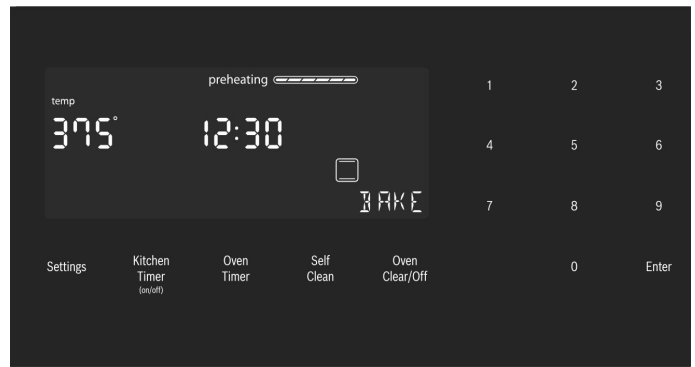 preheating
temp
375° 12:30
BAKE
Settings
Kitchen
Timer
(on/off)
Oven
Timer
Self
Clean
Oven
Clear/Off
1 2 3
4 5 6
7 8 9
0 Enter